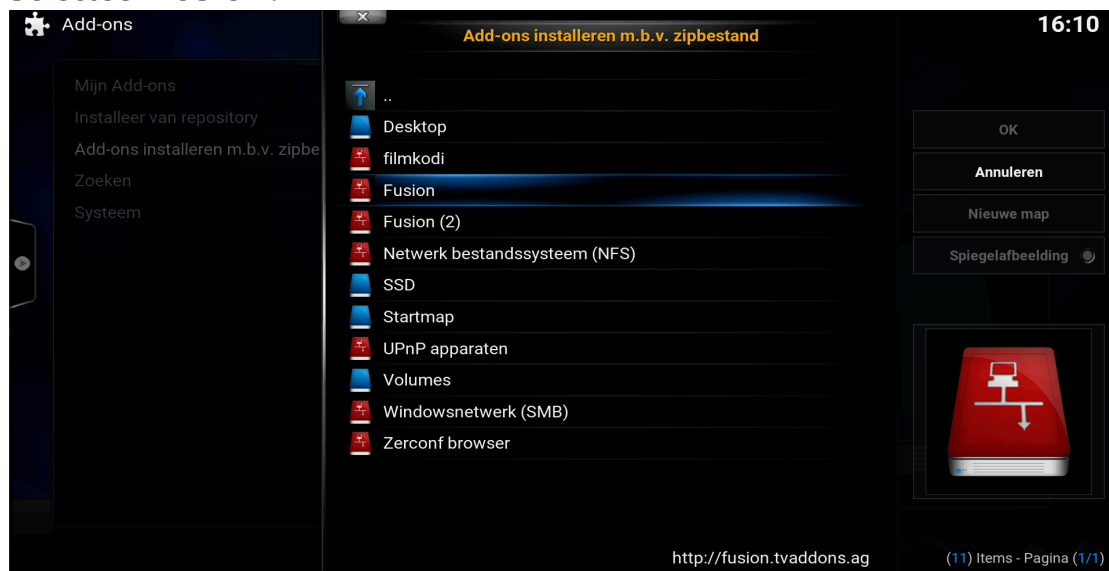 Add-ons
Mijn Add-ons
Installeer van repository
Add-ons installeren m.b.v. zipbe
Zoeken
Systeem
Add-ons installeren m.b.v. zipbestand
..
Desktop
filmkodi
Fusion
Fusion (2)
Netwerk bestandssysteem (NFS)
SSD
Startmap
UPnP apparaten
Volumes
Windowsnetwerk (SMB)
Zerconf browser
http://fusion.tvaddons.ag
16:10
OK
Annuleren
Nieuwe map
Spiegelafbeelding
(11) Items - Pagina (1/1)